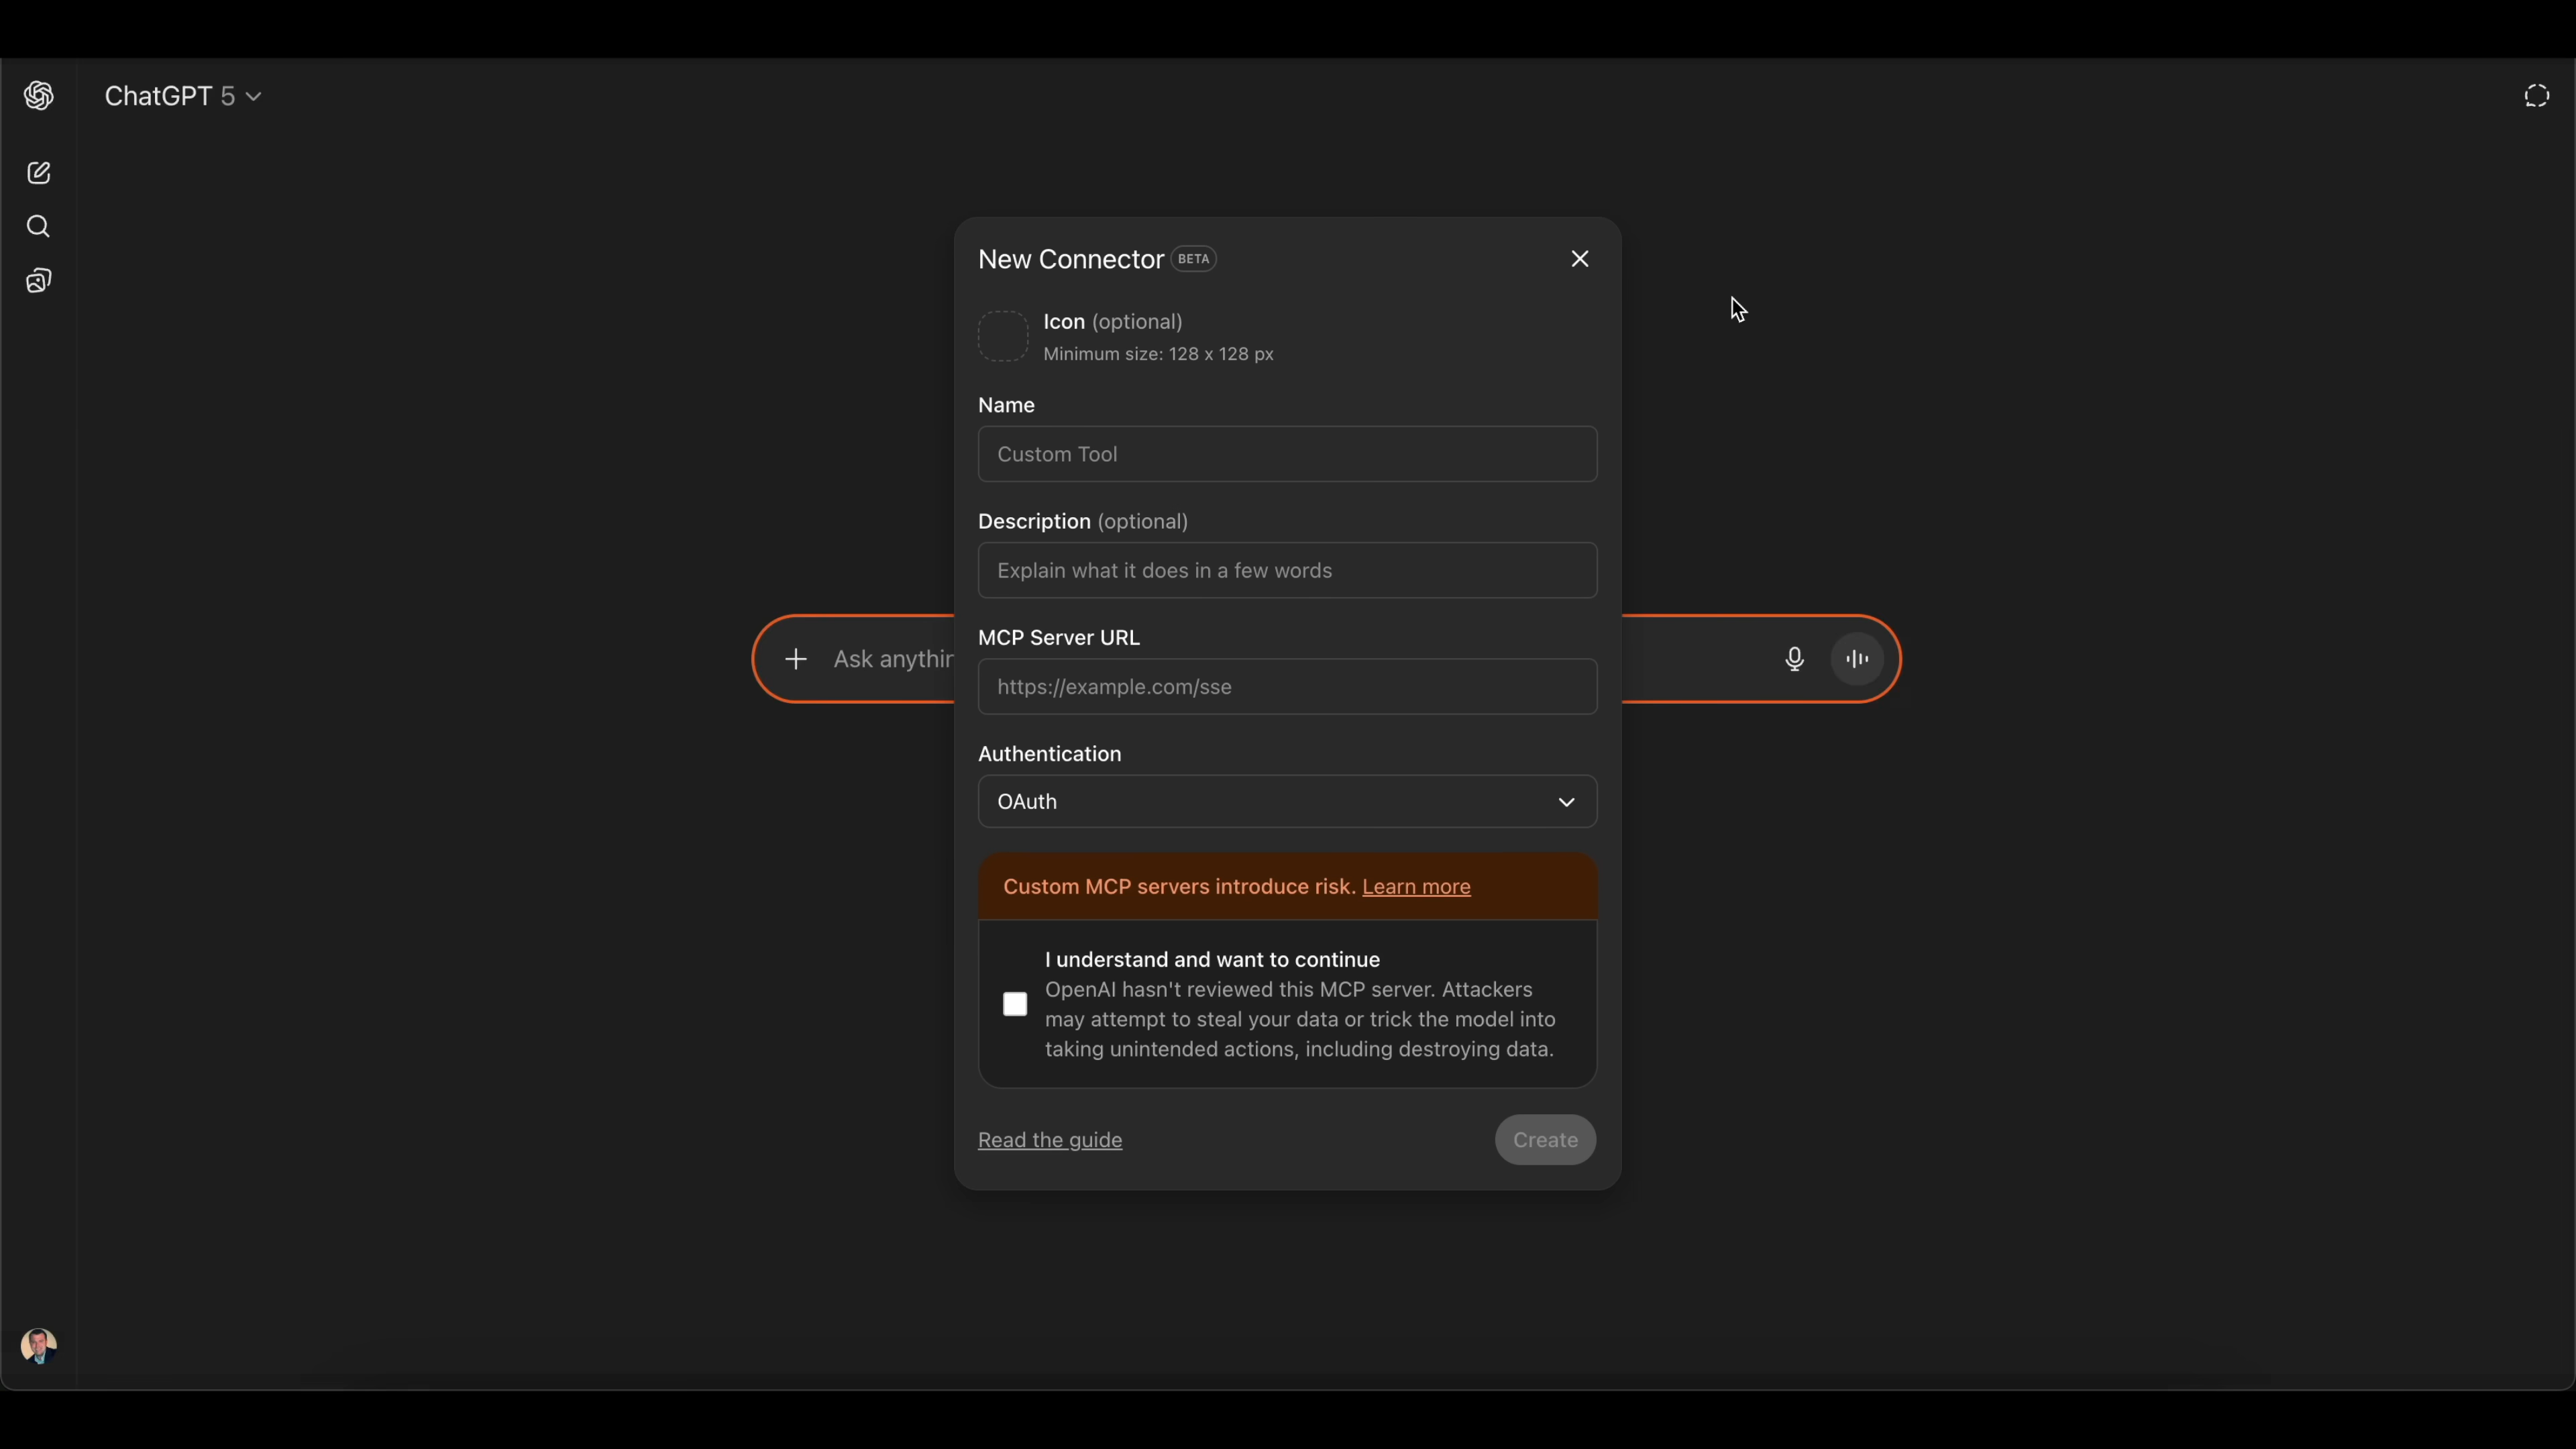 ChatGPT 5
New Connector BETA
Icon (optional)
Minimum size: 128 x 128 px
Name
Custom Tool
Description (optional)
Explain what it does in a few words
MCP Server URL
Ask anythin
https://example.com/sse
Authentication
OAuth
Custom MCP servers introduce risk. Learn more
I understand and want to continue
OpenAI hasn't reviewed this MCP server. Attackers
may attempt to steal your data or trick the model into
taking unintended actions, including destroying data.
Read the guide
Create